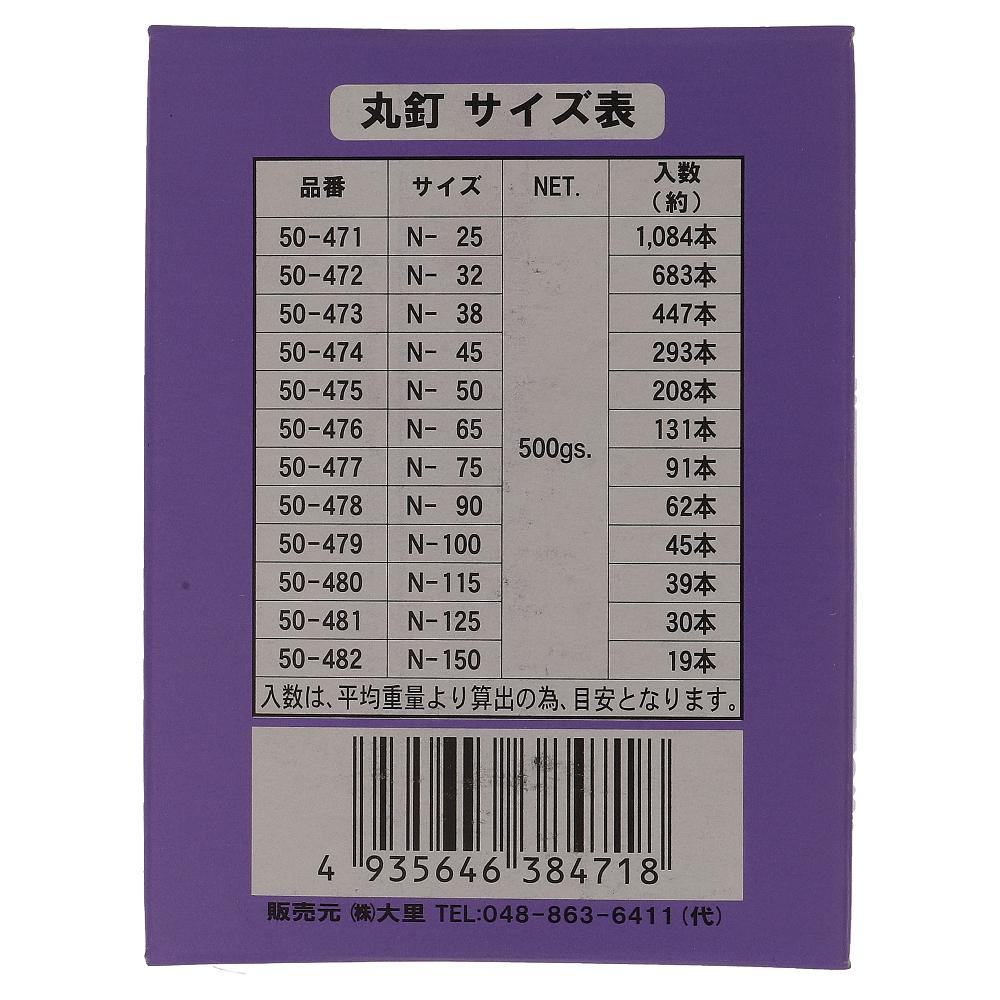 丸釘 サイズ表
品番 サイズ NET. 入数(約)
50-471 N- 25 1,084本
50-472 N- 32 683本
50-473 N- 38 447本
50-474 N- 45 293本
50-475 N- 50 208本
50-476 N- 65 131本
500gs.
50-477 N- 75 91本
50-478 N- 90 62本
50-479 N-100 45本
50-480 N-115 39本
50-481 N-125 30本
50-482 N-150 19本
入数は、平均重量より算出の為、目安となります。
4 935646 384718
販売元 ㈱大里 TEL:048-863-6411(代)